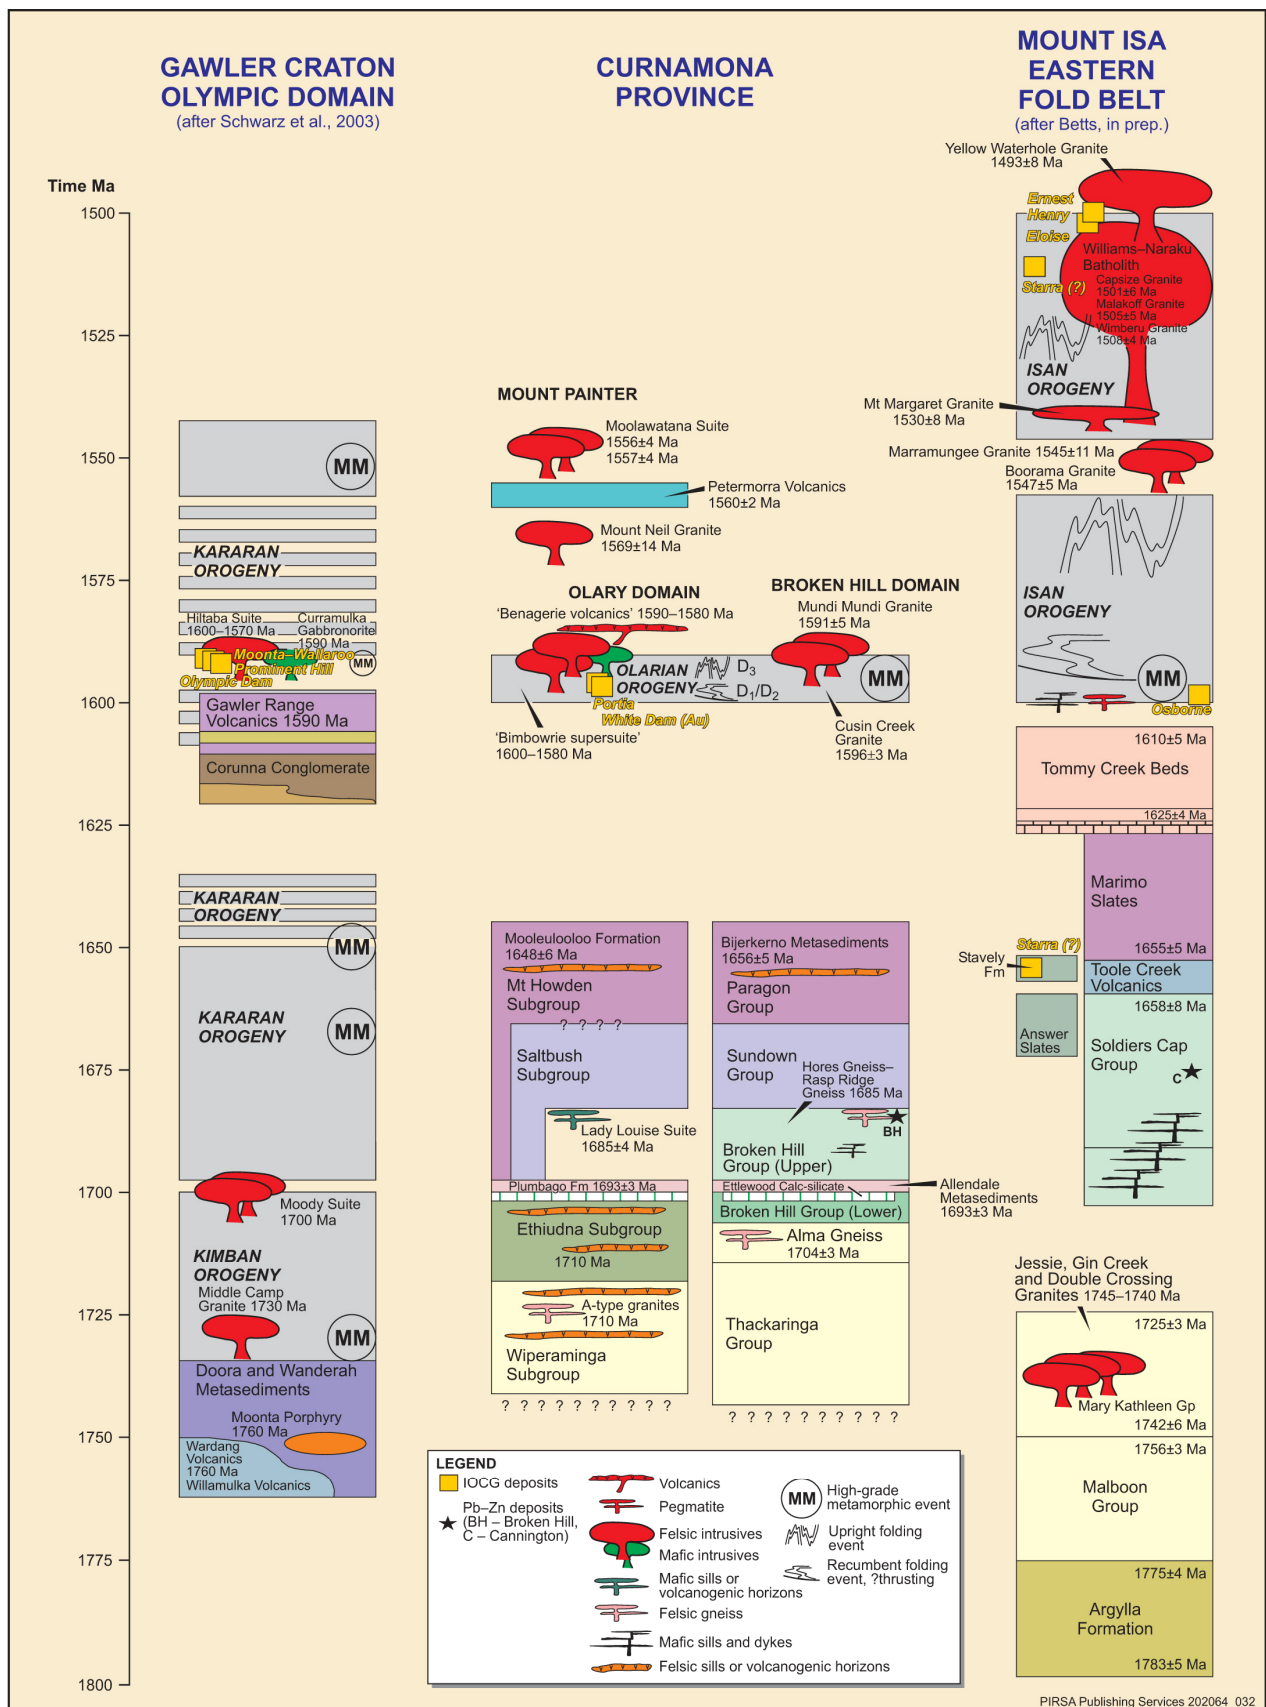 GAWLER CRATON
OLYMPIC DOMAIN
(after Schwarz et al., 2003)
CURNAMONA
PROVINCE
MOUNT ISA
EASTERN
FOLD BELT
(after Betts, in prep.)
Time Ma
1500
1525
1550
1575
1600
1625
1650
1675
1700
1725
1750
1775
1800
MM
KARARAN
OROGENY
Hiltaba Suite
1600–1570 Ma
Curramulka
Gabbronorite
1590 Ma
Moonta–Wallaroo
Prominent Hill
Olympic Dam
MM
Gawler Range
Volcanics 1590 Ma
Corunna Conglomerate
KARARAN
OROGENY
MM
KARARAN
OROGENY
MM
Moody Suite
1700 Ma
KIMBAN
OROGENY
Middle Camp
Granite 1730 Ma
MM
Doora and Wanderah
Metasediments
Moonta Porphyry
1760 Ma
Wardang
Volcanics
1760 Ma
Willamulka Volcanics
MOUNT PAINTER
Moolawatana Suite
1556±4 Ma
1557±4 Ma
Petermorra Volcanics
1560±2 Ma
Mount Neil Granite
1569±14 Ma
OLARY DOMAIN
'Benagerie volcanics' 1590–1580 Ma
BROKEN HILL DOMAIN
Mundi Mundi Granite
1591±5 Ma
OLARIAN
OROGENY
D3
D1/D2
MM
Portia
White Dam (Au)
'Bimbowrie supersuite'
1600–1580 Ma
Cusin Creek
Granite
1596±3 Ma
Mooleulooloo Formation
1648±6 Ma
Mt Howden
Subgroup
? ? ? ?
Saltbush
Subgroup
Lady Louise Suite
1685±4 Ma
Plumbago Fm 1693±3 Ma
Ethiudna Subgroup
1710 Ma
A-type granites
1710 Ma
Wiperaminga
Subgroup
? ? ? ? ? ? ? ? ?
Bijerkerno Metasediments
1656±5 Ma
Paragon
Group
Sundown
Group
Hores Gneiss–
Rasp Ridge
Gneiss 1685 Ma
BH
Broken Hill
Group (Upper)
Ettlewood Calc-silicate
Broken Hill Group (Lower)
Allendale
Metasediments
1693±3 Ma
Alma Gneiss
1704±3 Ma
Thackaringa
Group
? ? ? ? ? ? ? ? ?
Yellow Waterhole Granite
1493±8 Ma
Ernest
Henry
Eloise
Starra (?)
Williams–Naraku
Batholith
Capsize Granite
1501±6 Ma
Malakoff Granite
1505±5 Ma
Wimberu Granite
1508±4 Ma
ISAN
OROGENY
Mt Margaret Granite
1530±8 Ma
Marramungee Granite 1545±11 Ma
Boorama Granite
1547±5 Ma
ISAN
OROGENY
MM
Osborne
1610±5 Ma
Tommy Creek Beds
1625±4 Ma
Marimo
Slates
1655±5 Ma
Starra (?)
Stavely
Fm
Toole Creek
Volcanics
1658±8 Ma
Answer
Slates
Soldiers Cap
Group
C
Jessie, Gin Creek
and Double Crossing
Granites 1745–1740 Ma
1725±3 Ma
Mary Kathleen Gp
1742±6 Ma
1756±3 Ma
Malboon
Group
1775±4 Ma
Argylla
Formation
1783±5 Ma
LEGEND
IOCG deposits
Pb–Zn deposits
(BH – Broken Hill,
C – Cannington)
Volcanics
Pegmatite
Felsic intrusives
Mafic intrusives
Mafic sills or
volcanogenic horizons
Felsic gneiss
Mafic sills and dykes
Felsic sills or volcanogenic horizons
MM
High-grade
metamorphic event
Upright folding
event
Recumbent folding
event, ?thrusting
PIRSA Publishing Services 202064_032